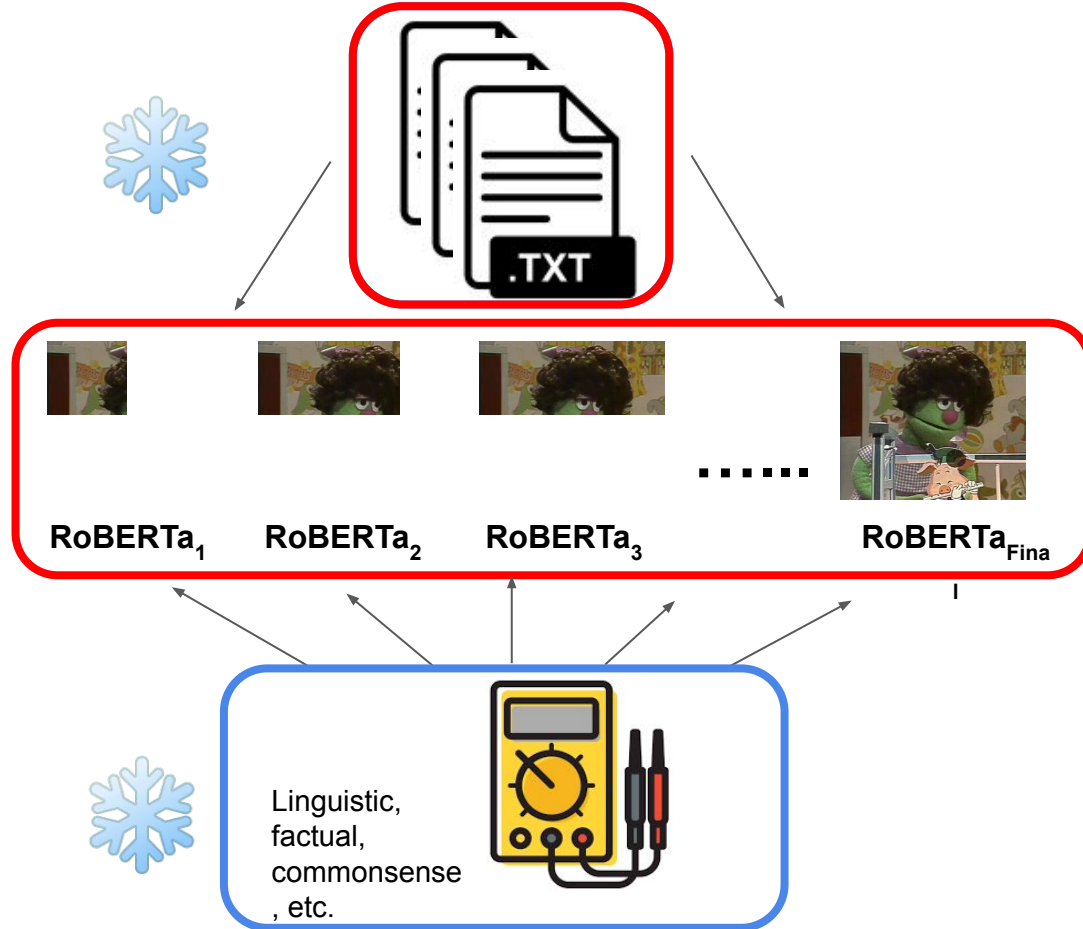 .TXT
......
RoBERTa1 RoBERTa2 RoBERTa3 RoBERTaFina
l
Linguistic,
factual,
commonsense
, etc.